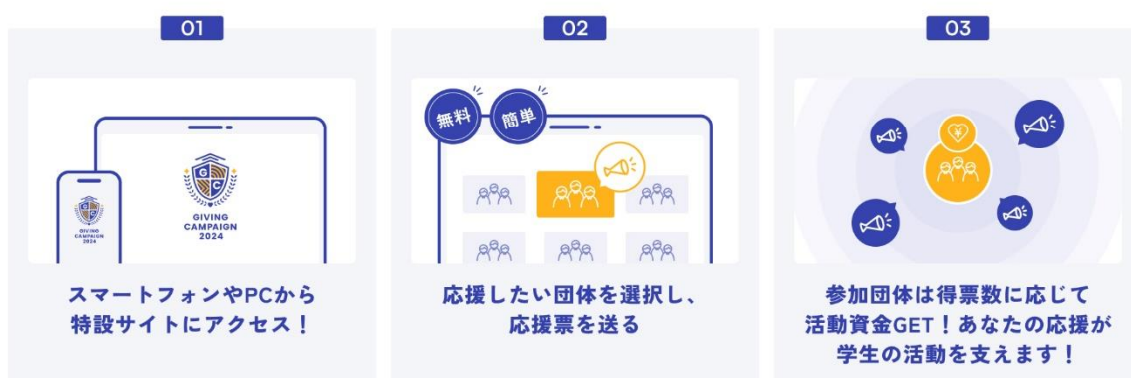 01
GIVING
CAMPAIGN
2024
GIVING
CAMPAIGN
2024
スマートフォンやPCから
特設サイトにアクセス！
02
無料
簡単
応援したい団体を選択し、
応援票を送る
03
参加団体は得票数に応じて
活動資金GET！あなたの応援が
学生の活動を支えます！